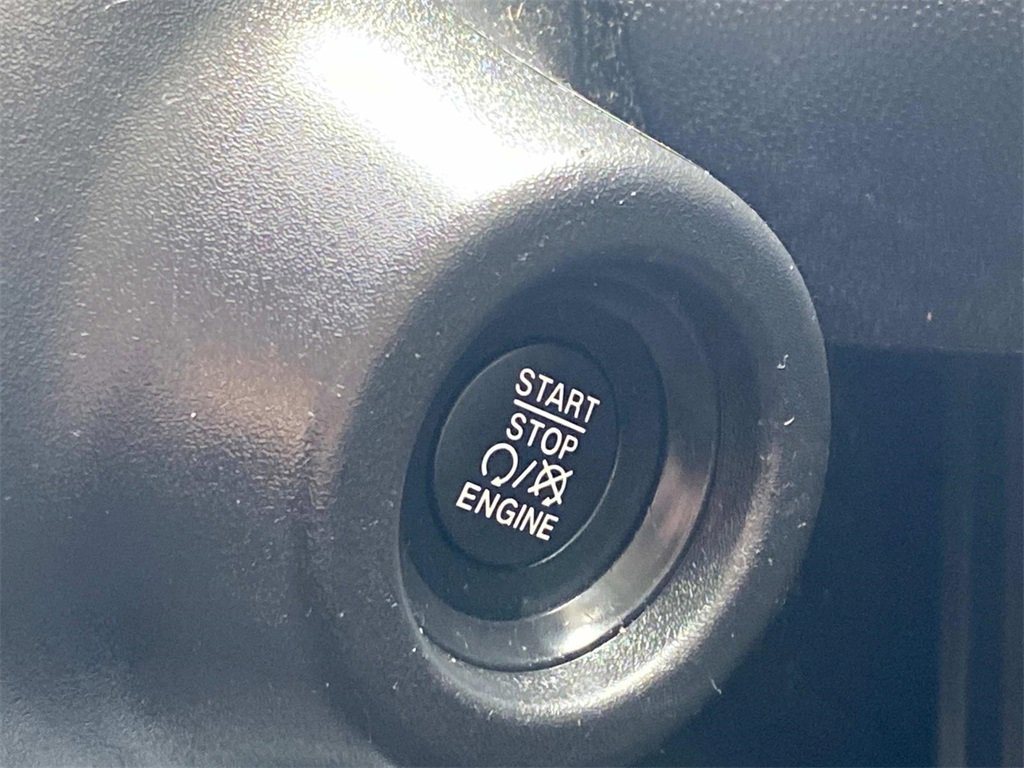 START
STOP
/
ENGINE